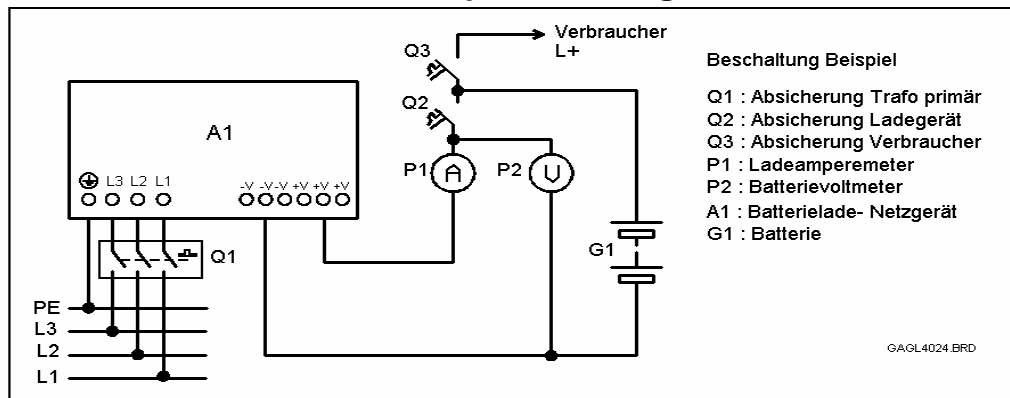 Verbraucher
L+
Q3
Beschaltung Beispiel
Q1 : Absicherung Trafo primär
Q2 : Absicherung Ladegerät
Q3 : Absicherung Verbraucher
P1 : Ladeamperemeter
P2 : Batterievoltmeter
A1 : Batterielade- Netzgerät
G1 : Batterie
Q2
A1
P1 A P2 V
L3 L2 L1
-V -V -V +V +V +V
Q1
G1
PE
L3
L2
L1
GAGL4024.BRD